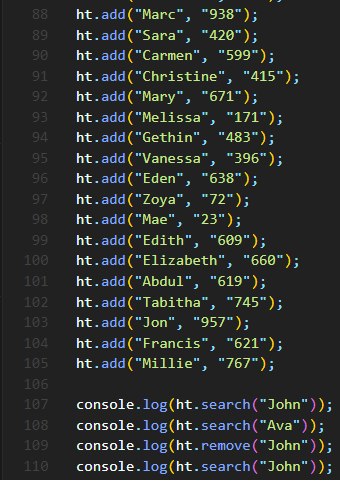 88 ht.add("Marc", "938");
89 ht.add("Sara", "420");
90 ht.add("Carmen", "599");
91 ht.add("Christine", "415");
92 ht.add("Mary", "671");
93 ht.add("Melissa", "171");
94 ht.add("Gethin", "483");
95 ht.add("Vanessa", "396");
96 ht.add("Eden", "638");
97 ht.add("Zoya", "72");
98 ht.add("Mae", "23");
99 ht.add("Edith", "609");
100 ht.add("Elizabeth", "660");
101 ht.add("Abdul", "619");
102 ht.add("Tabitha", "745");
103 ht.add("Jon", "957");
104 ht.add("Francis", "621");
105 ht.add("Millie", "767");
106
107 console.log(ht.search("John"));
108 console.log(ht.search("Ava"));
109 console.log(ht.remove("John"));
110 console.log(ht.search("John"));